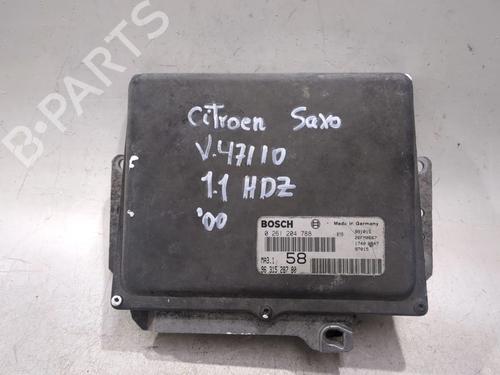 B-PARTS
Citroen Saxo
V.47110
1.1 HDZ
'00
BOSCH Made in Germany
0 261 204 788
MA3.1 58
96 315 287 80